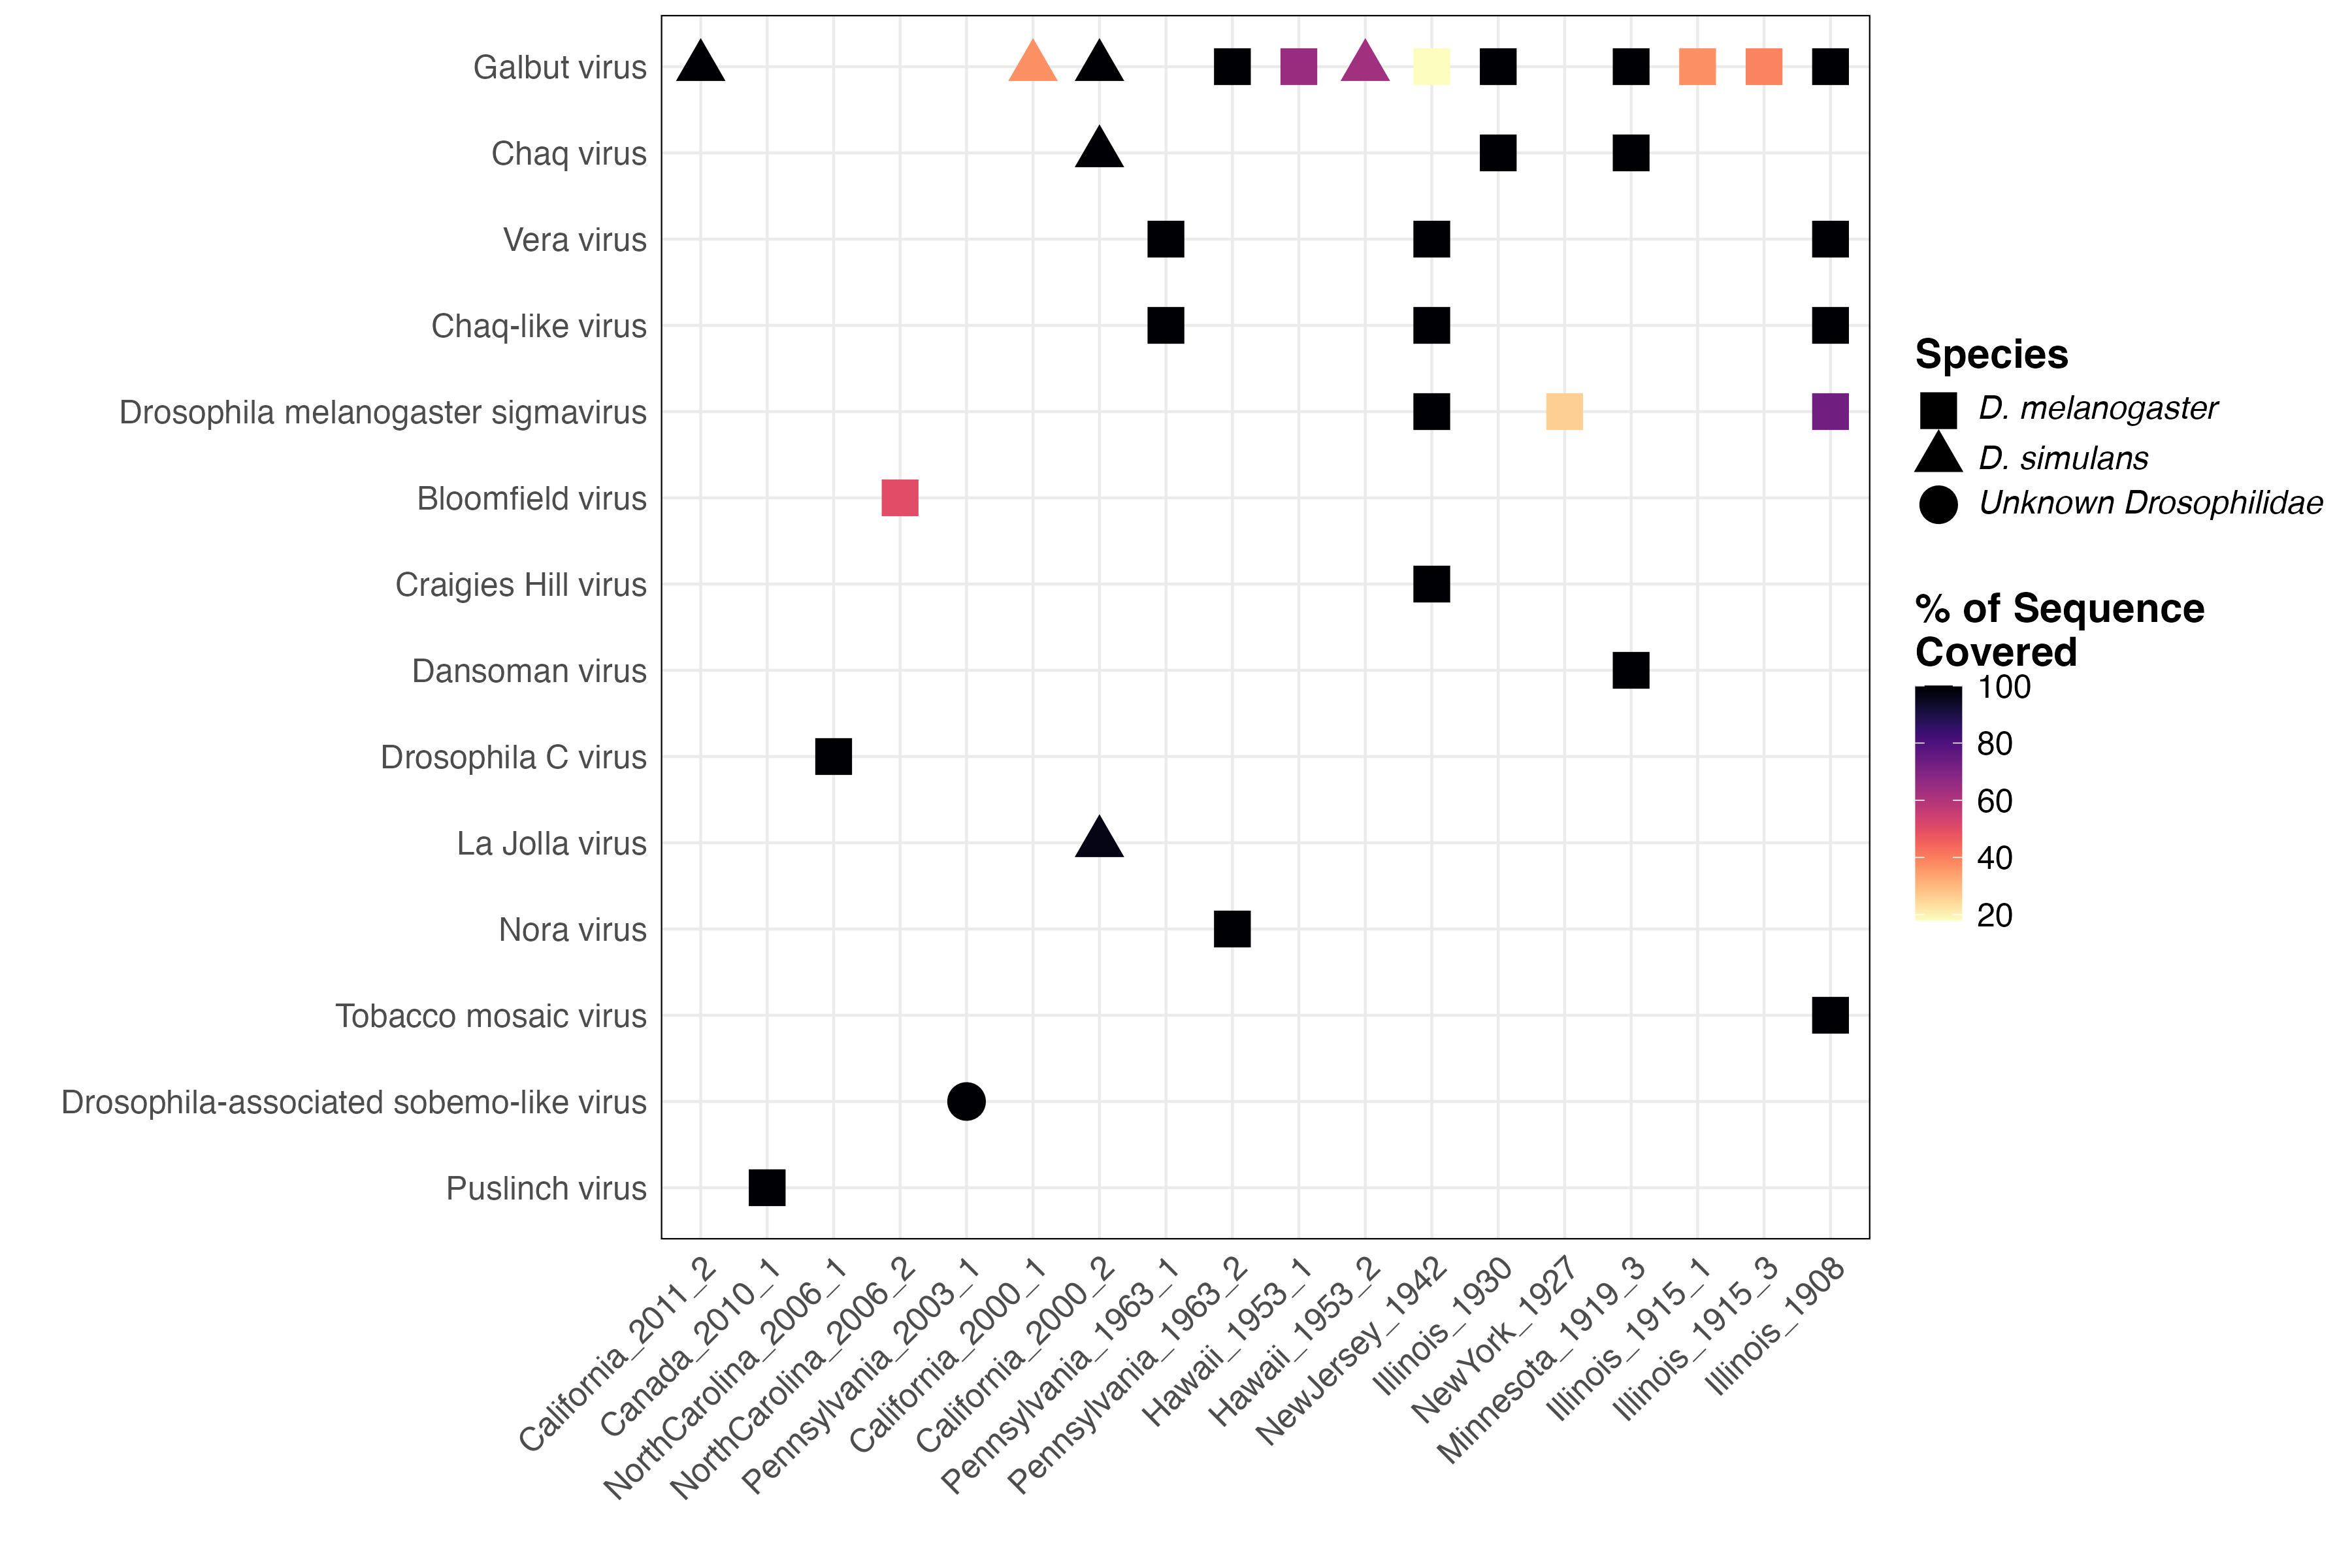 Galbut virus
Chaq virus
Vera virus
Chaq-like virus
Drosophila melanogaster sigmavirus
Bloomfield virus
Craigies Hill virus
Dansoman virus
Drosophila C virus
La Jolla virus
Nora virus
Tobacco mosaic virus
Drosophila-associated sobemo-like virus
Puslinch virus
California_2011_2
Canada_2010_1
NorthCarolina_2006_1
NorthCarolina_2006_2
Pennsylvania_2003_1
California_2000_1
California_2000_2
Pennsylvania_1963_1
Pennsylvania_1963_2
Hawaii_1953_1
Hawaii_1953_2
NewJersey_1942
Illinois_1930
NewYork_1927
Minnesota_1919_3
Illinois_1915_1
Illinois_1915_3
Illinois_1908
Species
D. melanogaster
D. simulans
Unknown Drosophilidae
% of Sequence
Covered
100
80
60
40
20